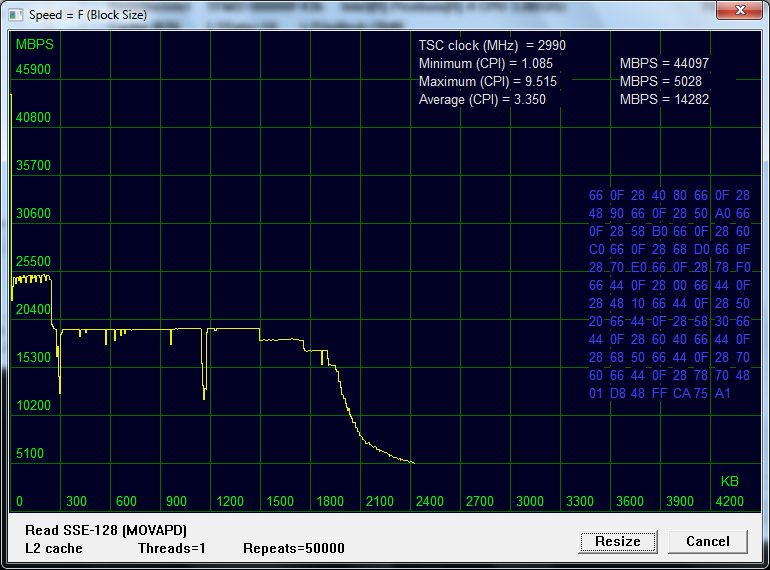 Speed = F (Block Size)
MBPS
TSC clock (MHz) = 2990
Minimum (CPI) = 1.085 MBPS = 44097
Maximum (CPI) = 9.515 MBPS = 5028
Average (CPI) = 3.350 MBPS = 14282
45900
40800
35700
30600
25500
20400
15300
10200
5100
66 0F 28 40 80 66 0F 28
48 90 66 0F 28 50 A0 66
0F 28 58 B0 66 0F 28 60
C0 66 0F 28 68 D0 66 0F
28 70 E0 66 0F 28 78 F0
66 44 0F 28 00 66 44 0F
28 48 10 66 44 0F 28 50
20 66 44 0F 28 58 30 66
44 0F 28 60 40 66 44 0F
28 68 50 66 44 0F 28 70
60 66 44 0F 28 78 70 48
01 D8 48 FF CA 75 A1
KB
0 300 600 900 1200 1500 1800 2100 2400 2700 3000 3300 3600 3900 4200
Read SSE-128 (MOVAPD)
L2 cache Threads=1 Repeats=50000
Resize Cancel